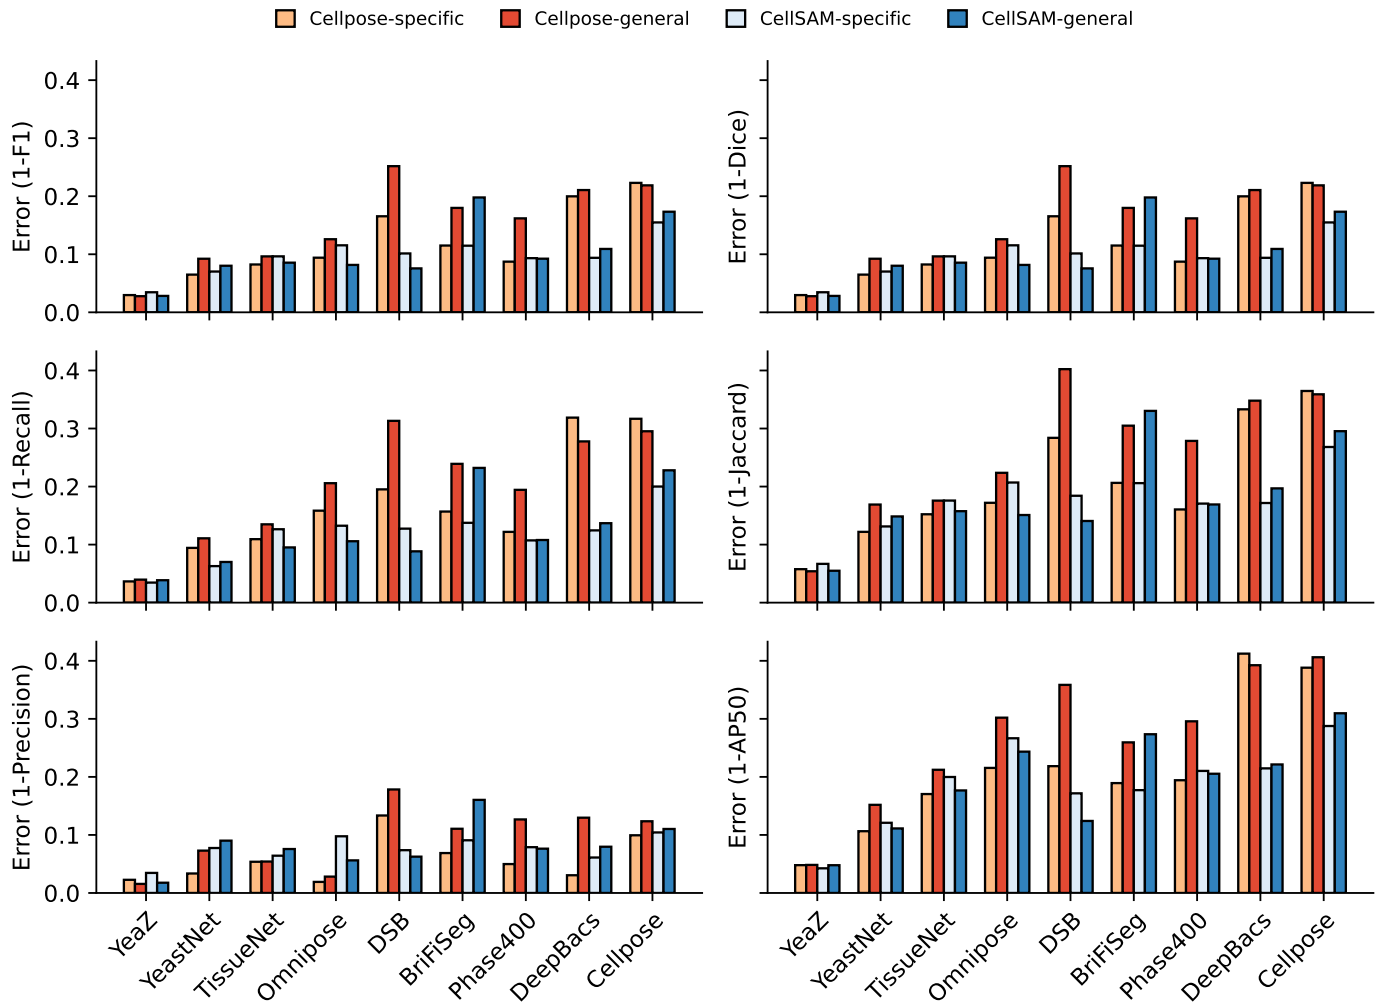 Cellpose-specific Cellpose-general CellSAM-specific CellSAM-general
Error (1-F1)
0.4
0.3
0.2
0.1
0.0
Error (1-Dice)
Error (1-Recall)
0.4
0.3
0.2
0.1
0.0
Error (1-Jaccard)
Error (1-Precision)
0.4
0.3
0.2
0.1
0.0
YeaZ
YeastNet
TissueNet
Omnipose
DSB
BriFiSeg
Phase400
DeepBacs
Cellpose
Error (1-AP50)
YeaZ
YeastNet
TissueNet
Omnipose
DSB
BriFiSeg
Phase400
DeepBacs
Cellpose